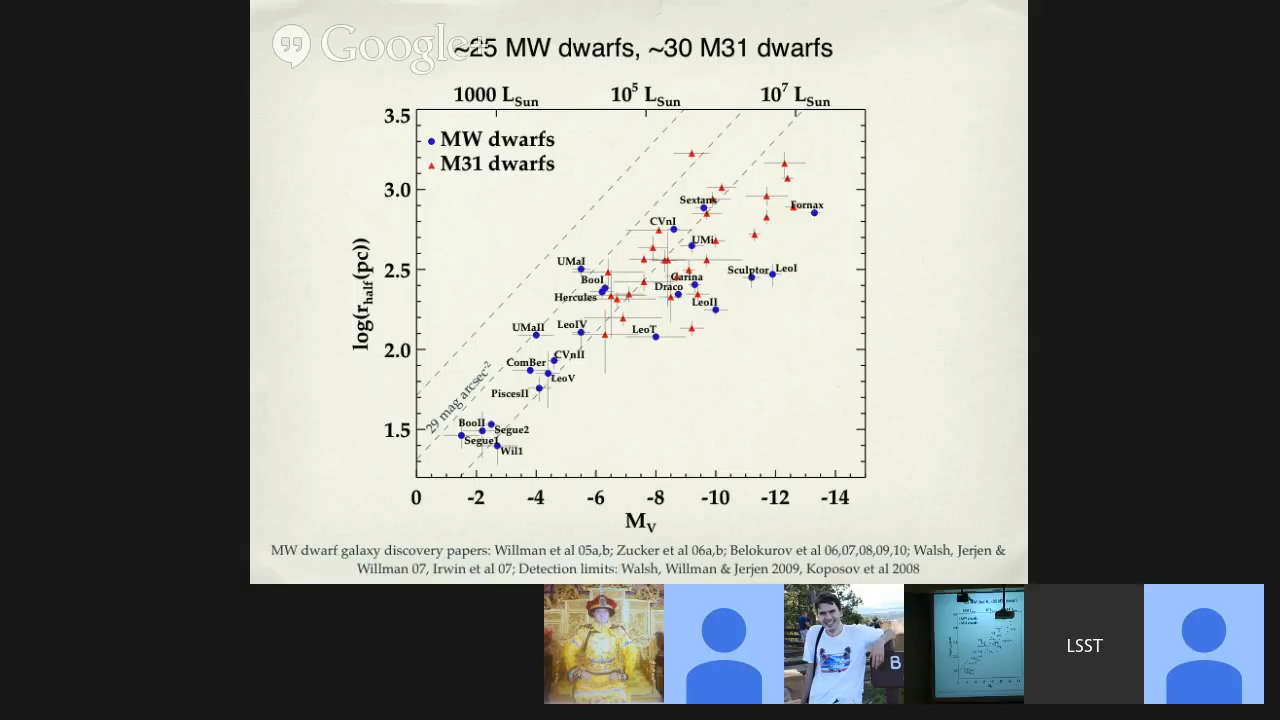 Google+
~25 MW dwarfs, ~30 M31 dwarfs
1000 L_Sun 10^5 L_Sun 10^7 L_Sun
3.5
MW dwarfs
M31 dwarfs
3.0
Sextans
Fornax
CVnI
UMi
UMaI
2.5
Sculptor
LeoI
BooI
Carina
Draco
Hercules
LeoII
UMaII
LeoIV
LeoT
2.0
CVnII
ComBer
LeoV
PiscesII
29 mag arcsec^-2
BooII
1.5
Segue2
Segue1
Wil1
log(r_half(pc))
0 -2 -4 -6 -8 -10 -12 -14
M_V
MW dwarf galaxy discovery papers: Willman et al 05a,b; Zucker et al 06a,b; Belokurov et al 06,07,08,09,10; Walsh, Jerjen &
Willman 07, Irwin et al 07; Detection limits: Walsh, Willman & Jerjen 2009, Koposov et al 2008
B
LSST